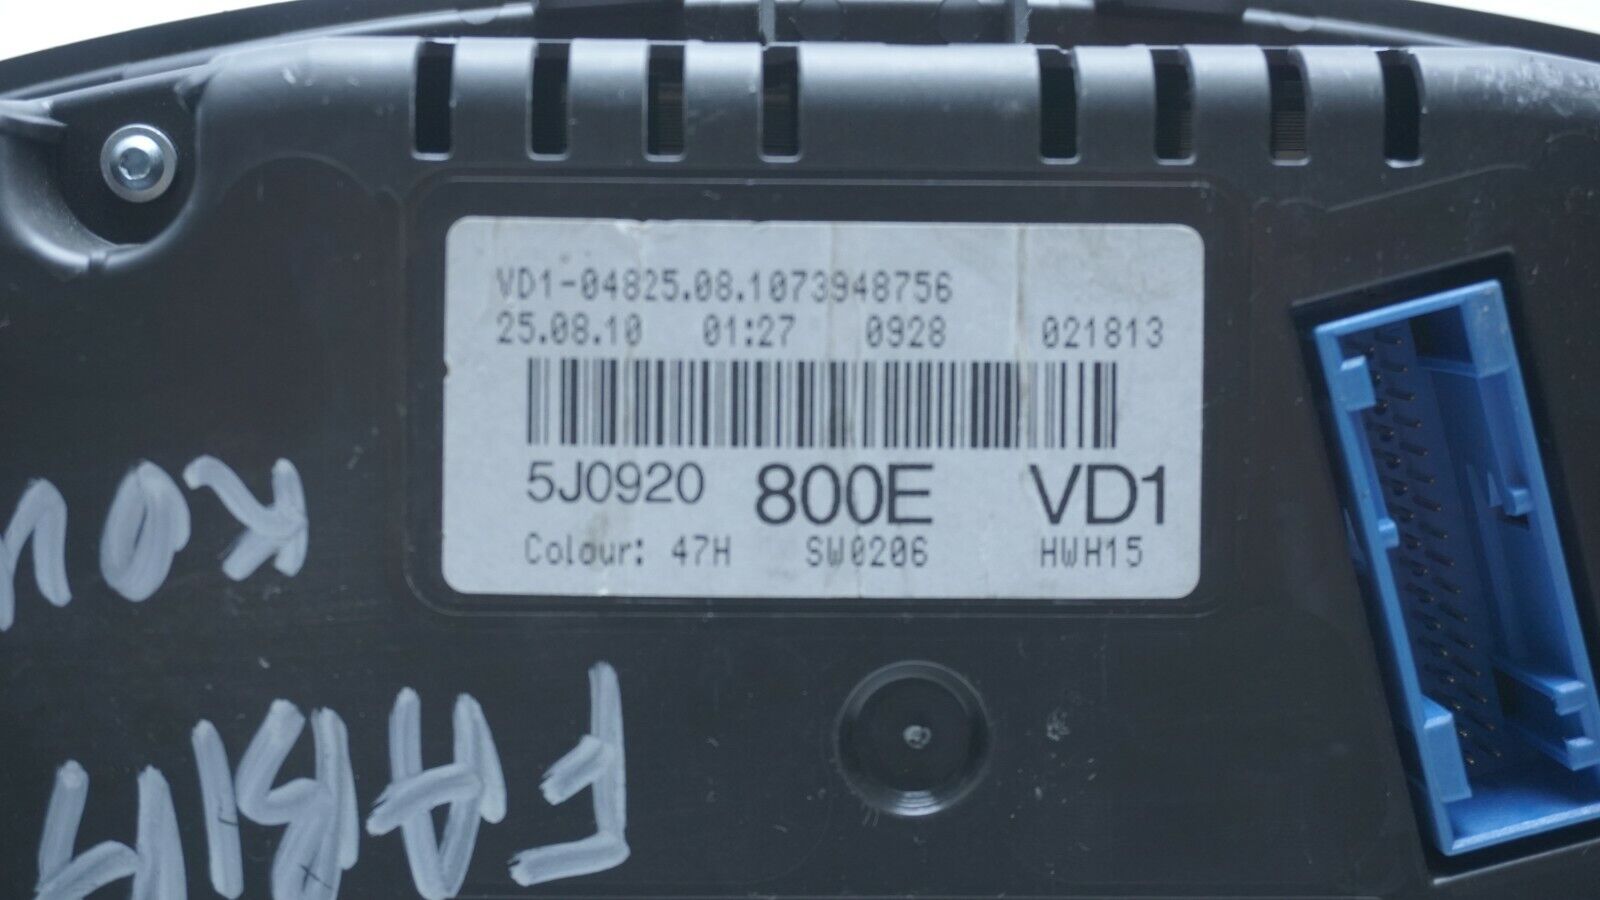 VD1-04825.08.1073948756
25.08.10 01:27 0928 021813
5J0920 800E VD1
Colour: 47H SW0206 HWH15
FABIA